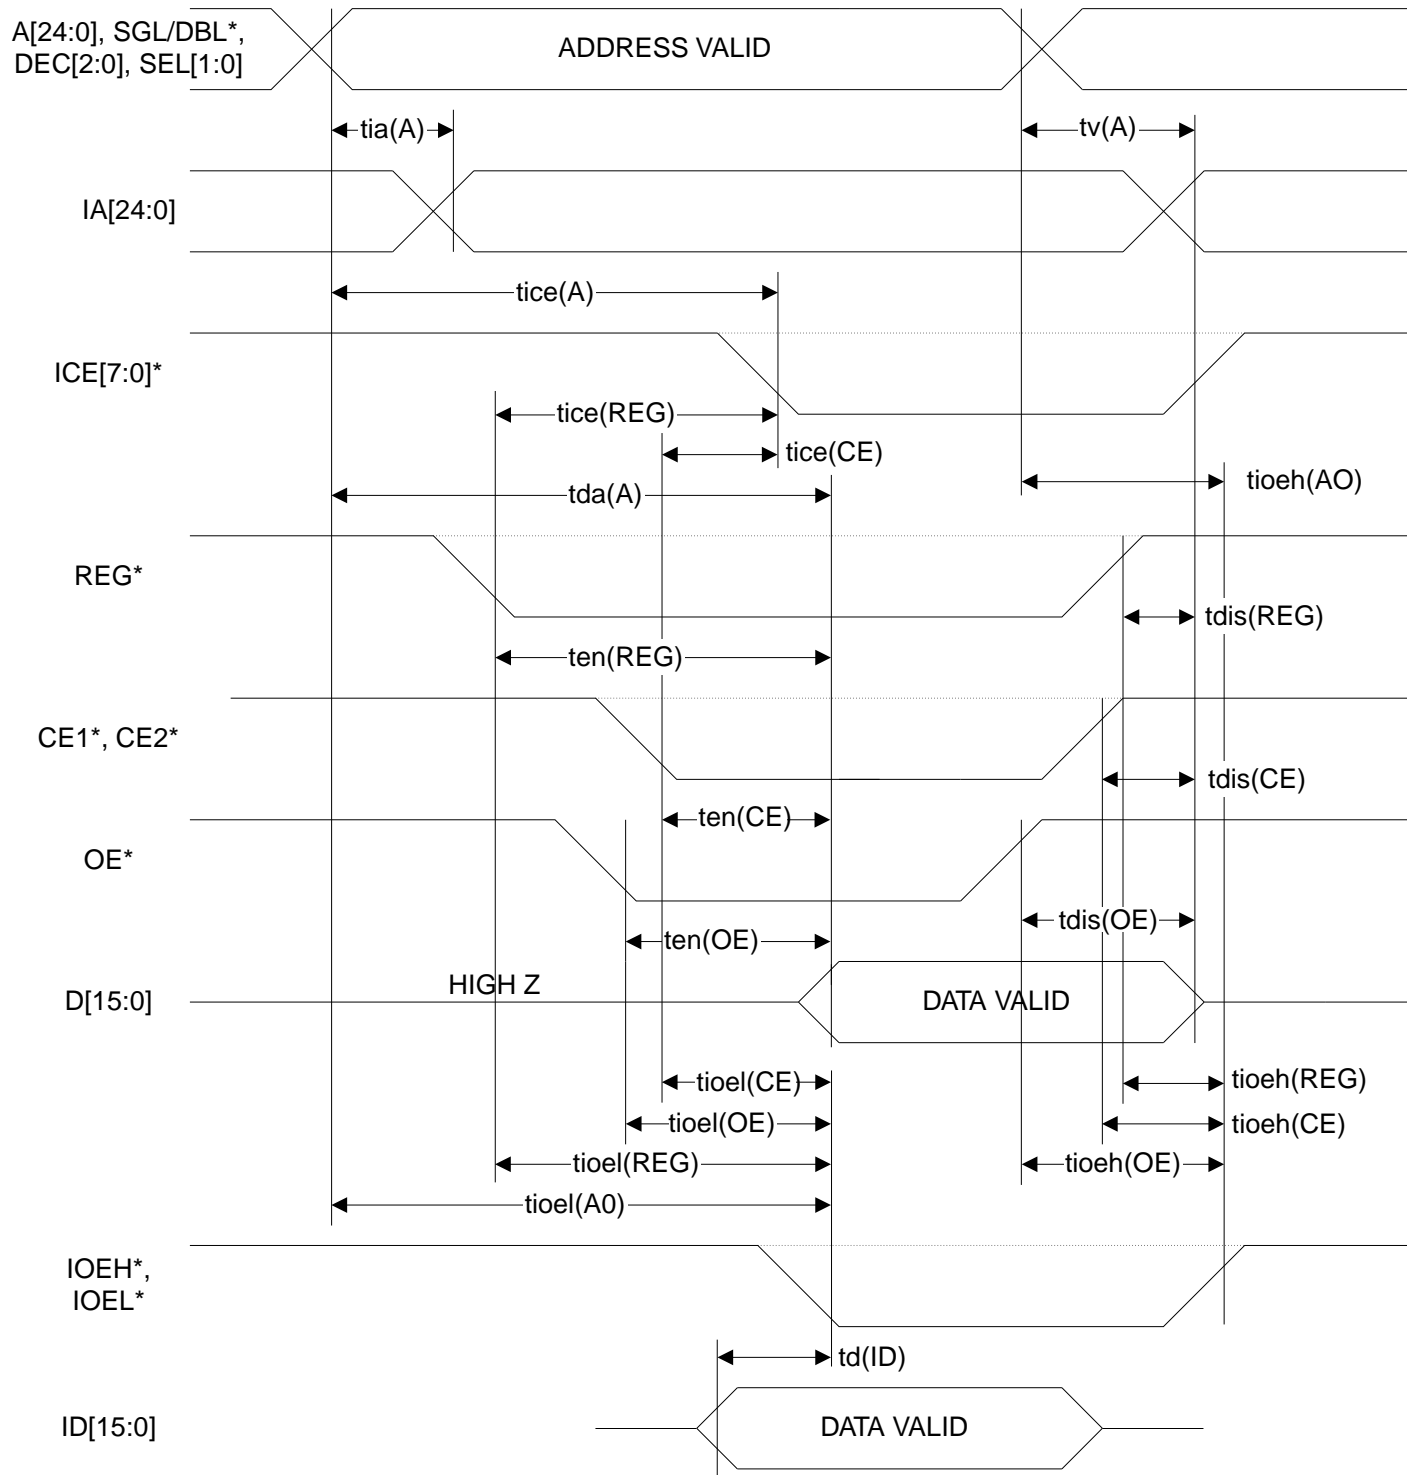 A[24:0], SGL/DBL*,
DEC[2:0], SEL[1:0]
ADDRESS VALID
tia(A)
tv(A)
IA[24:0]
tice(A)
ICE[7:0]*
tice(REG)
tice(CE)
tioeh(AO)
tda(A)
REG*
tdis(REG)
ten(REG)
CE1*, CE2*
tdis(CE)
ten(CE)
OE*
tdis(OE)
ten(OE)
HIGH Z
D[15:0]
DATA VALID
tioel(CE)
tioeh(REG)
tioel(OE)
tioeh(CE)
tioel(REG)
tioeh(OE)
tioel(A0)
IOEH*,
IOEL*
td(ID)
ID[15:0]
DATA VALID